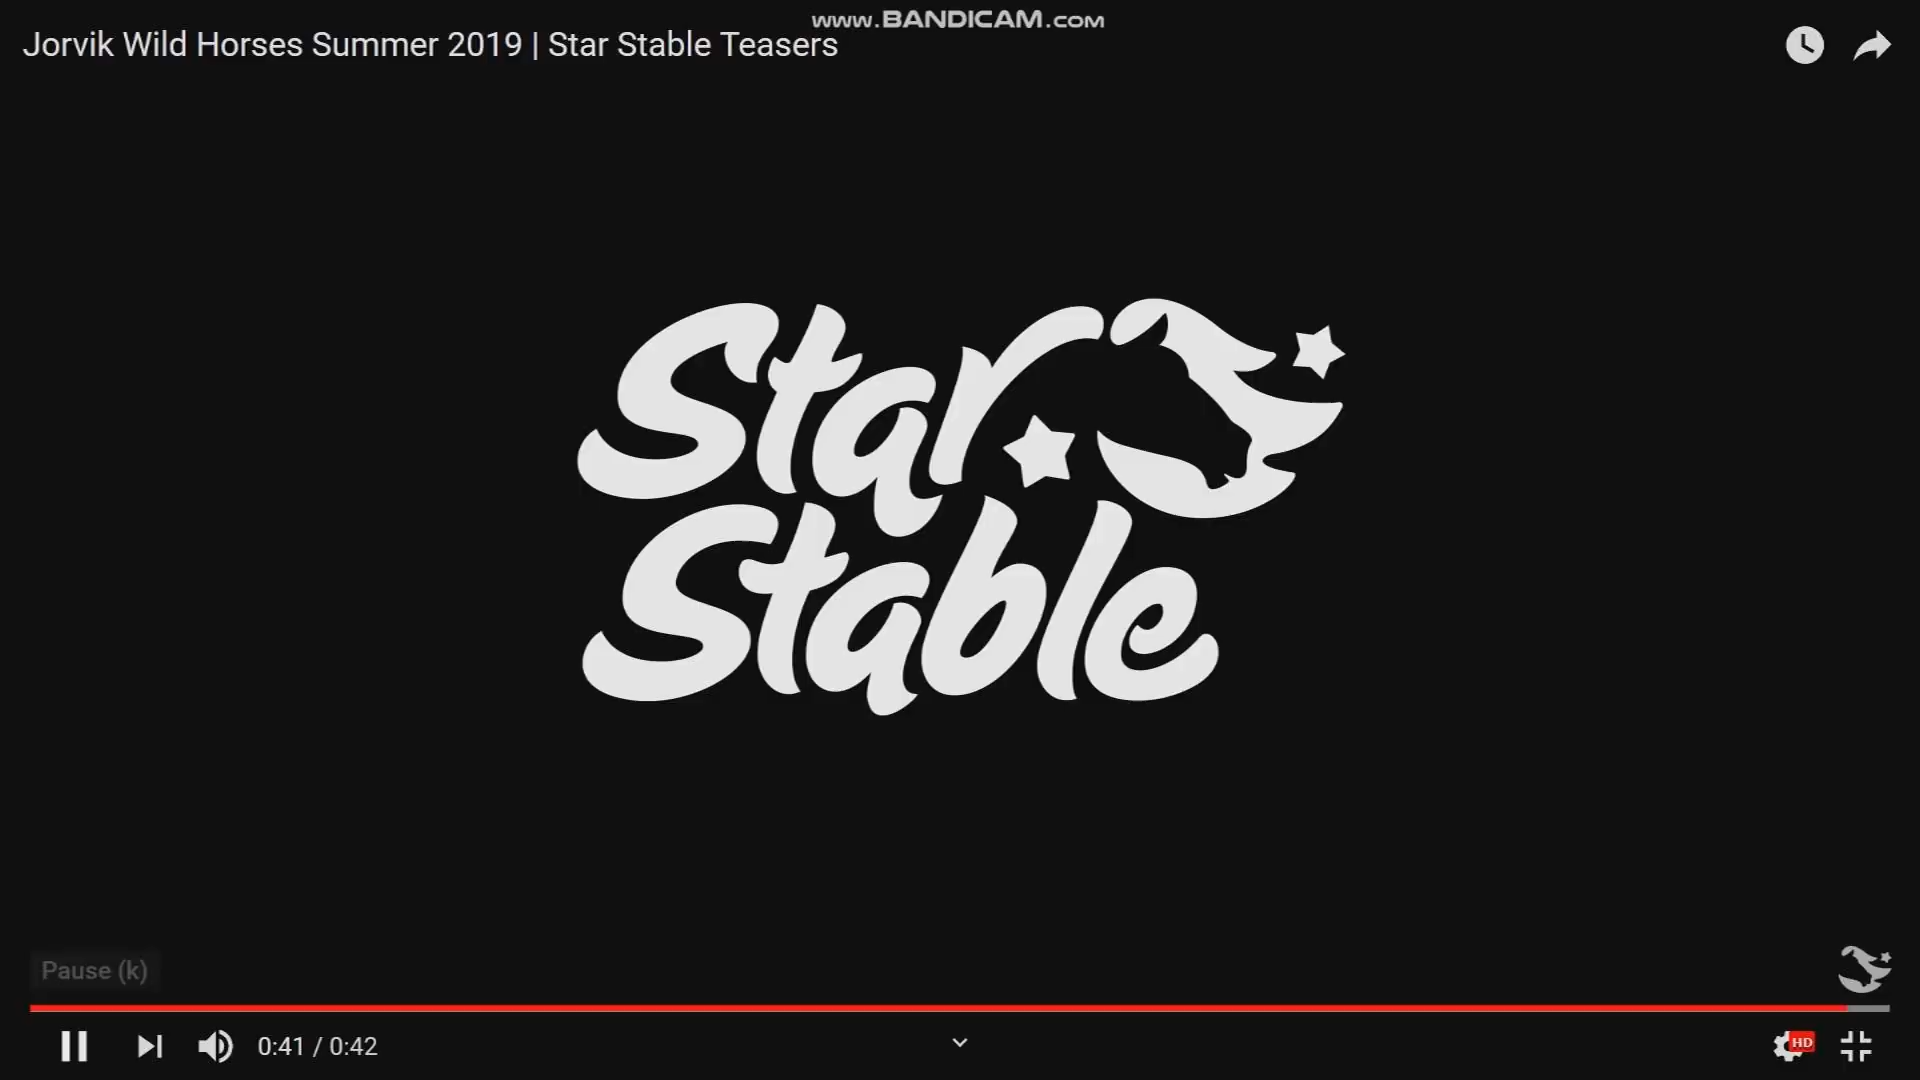 www.BANDICAM.com
Jorvik Wild Horses Summer 2019 | Star Stable Teasers
Star
Stable
Pause (k)
0:41 / 0:42
HD